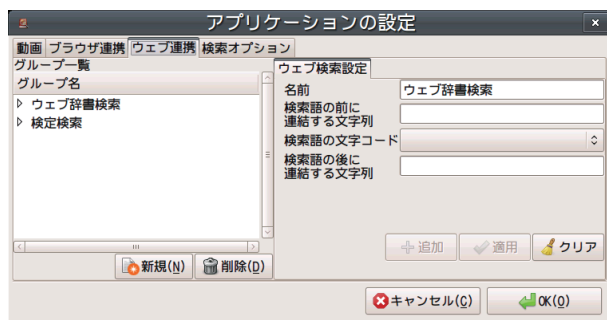 アプリケーションの設定
動画 ブラウザ連携 ウェブ連携 検索オプション
グループ一覧
グループ名
ウェブ辞書検索
検定検索
ウェブ検索設定
名前 ウェブ辞書検索
検索語の前に
連結する文字列
検索語の文字コード
検索語の後に
連結する文字列
追加 適用 クリア
新規(N) 削除(D)
キャンセル(C) OK(O)